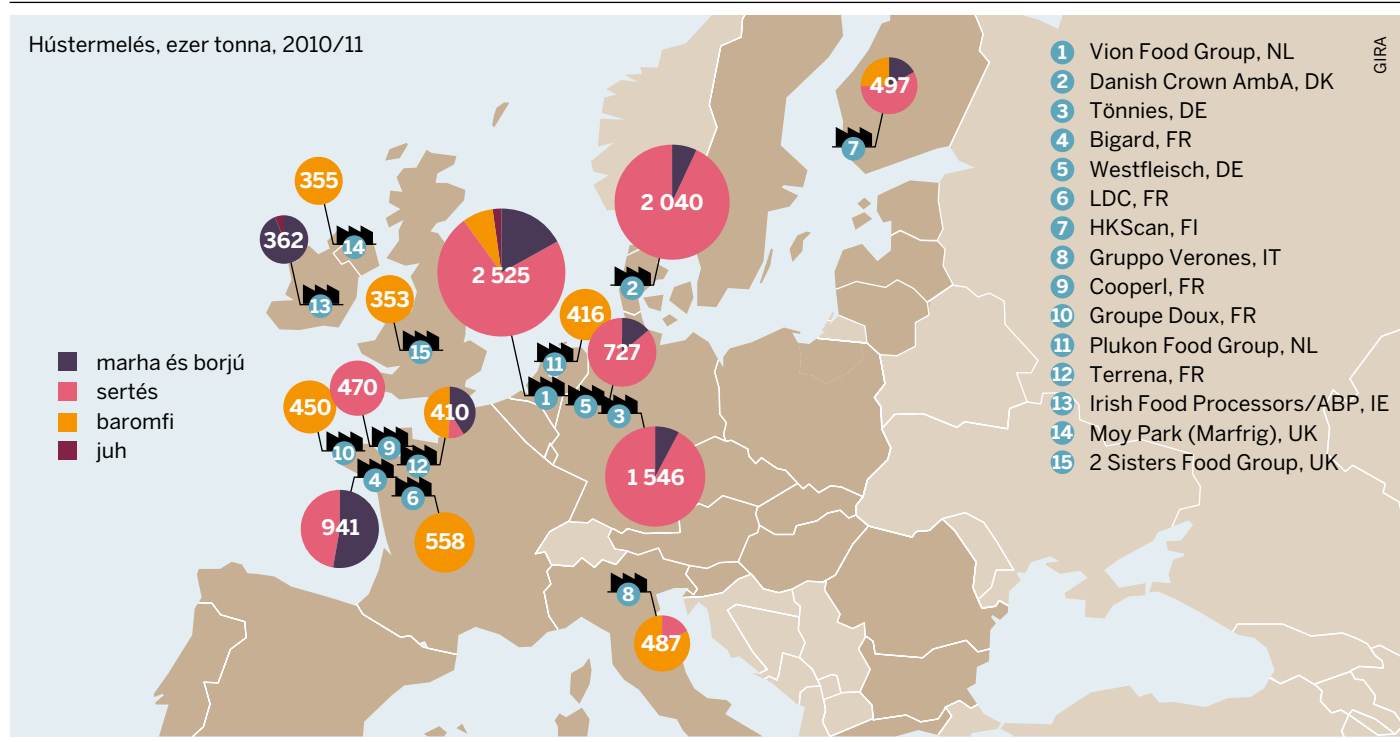 Hústermelés, ezer tonna, 2010/11
GIRA
1 Vion Food Group, NL
2 Danish Crown AmbA, DK
3 Tönnies, DE
4 Bigard, FR
5 Westfleisch, DE
6 LDC, FR
7 HKScan, FI
8 Gruppo Verones, IT
9 Cooperl, FR
10 Groupe Doux, FR
11 Plukon Food Group, NL
12 Terrena, FR
13 Irish Food Processors/ABP, IE
14 Moy Park (Marfrig), UK
15 2 Sisters Food Group, UK
marha és borjú
sertés
baromfi
juh
497
7
355
14
362
13
2 040
2
2 525
353
15
416
11
727
1
5
3
470
450
410
10
9
12
4
6
1 546
941
558
8
487